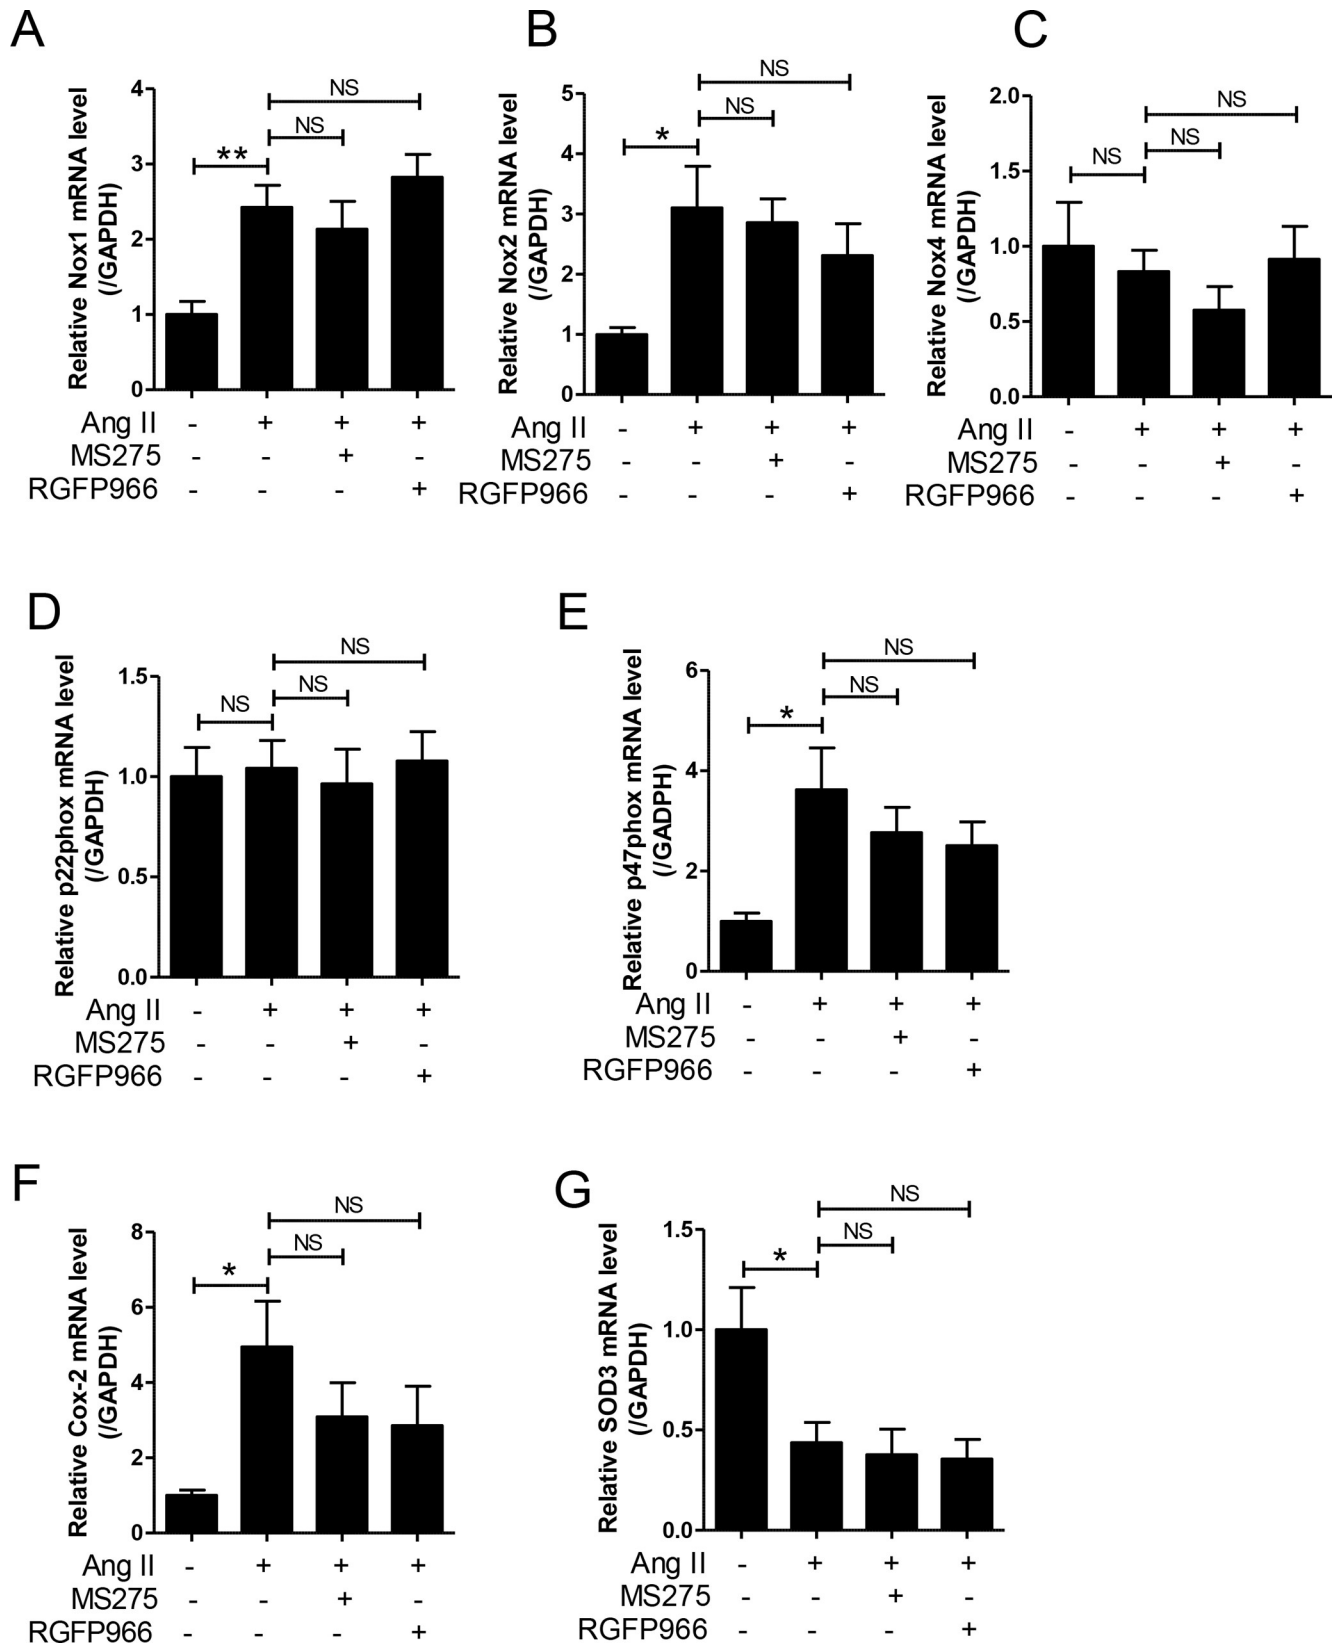 A
Relative Nox1 mRNA level
(/GAPDH)
4
3
2
1
0
**
NS
NS
Ang II - + + +
MS275 - - + -
RGFP966 - - - +
B
Relative Nox2 mRNA level
(/GAPDH)
5
4
3
2
1
0
*
NS
NS
Ang II - + + +
MS275 - - + -
RGFP966 - - - +
C
Relative Nox4 mRNA level
(/GAPDH)
2.0
1.5
1.0
0.5
0.0
NS
NS
NS
Ang II - + + +
MS275 - - + -
RGFP966 - - - +
D
Relative p22phox mRNA level
(/GAPDH)
1.5
1.0
0.5
0.0
NS
NS
NS
Ang II - + + +
MS275 - - + -
RGFP966 - - - +
E
Relative p47phox mRNA level
(/GADPH)
6
4
2
0
*
NS
NS
Ang II - + + +
MS275 - - + -
RGFP966 - - - +
F
Relative Cox-2 mRNA level
(/GAPDH)
8
6
4
2
0
*
NS
NS
Ang II - + + +
MS275 - - + -
RGFP966 - - - +
G
Relative SOD3 mRNA level
(/GAPDH)
1.5
1.0
0.5
0.0
*
NS
NS
Ang II - + + +
MS275 - - + -
RGFP966 - - - +